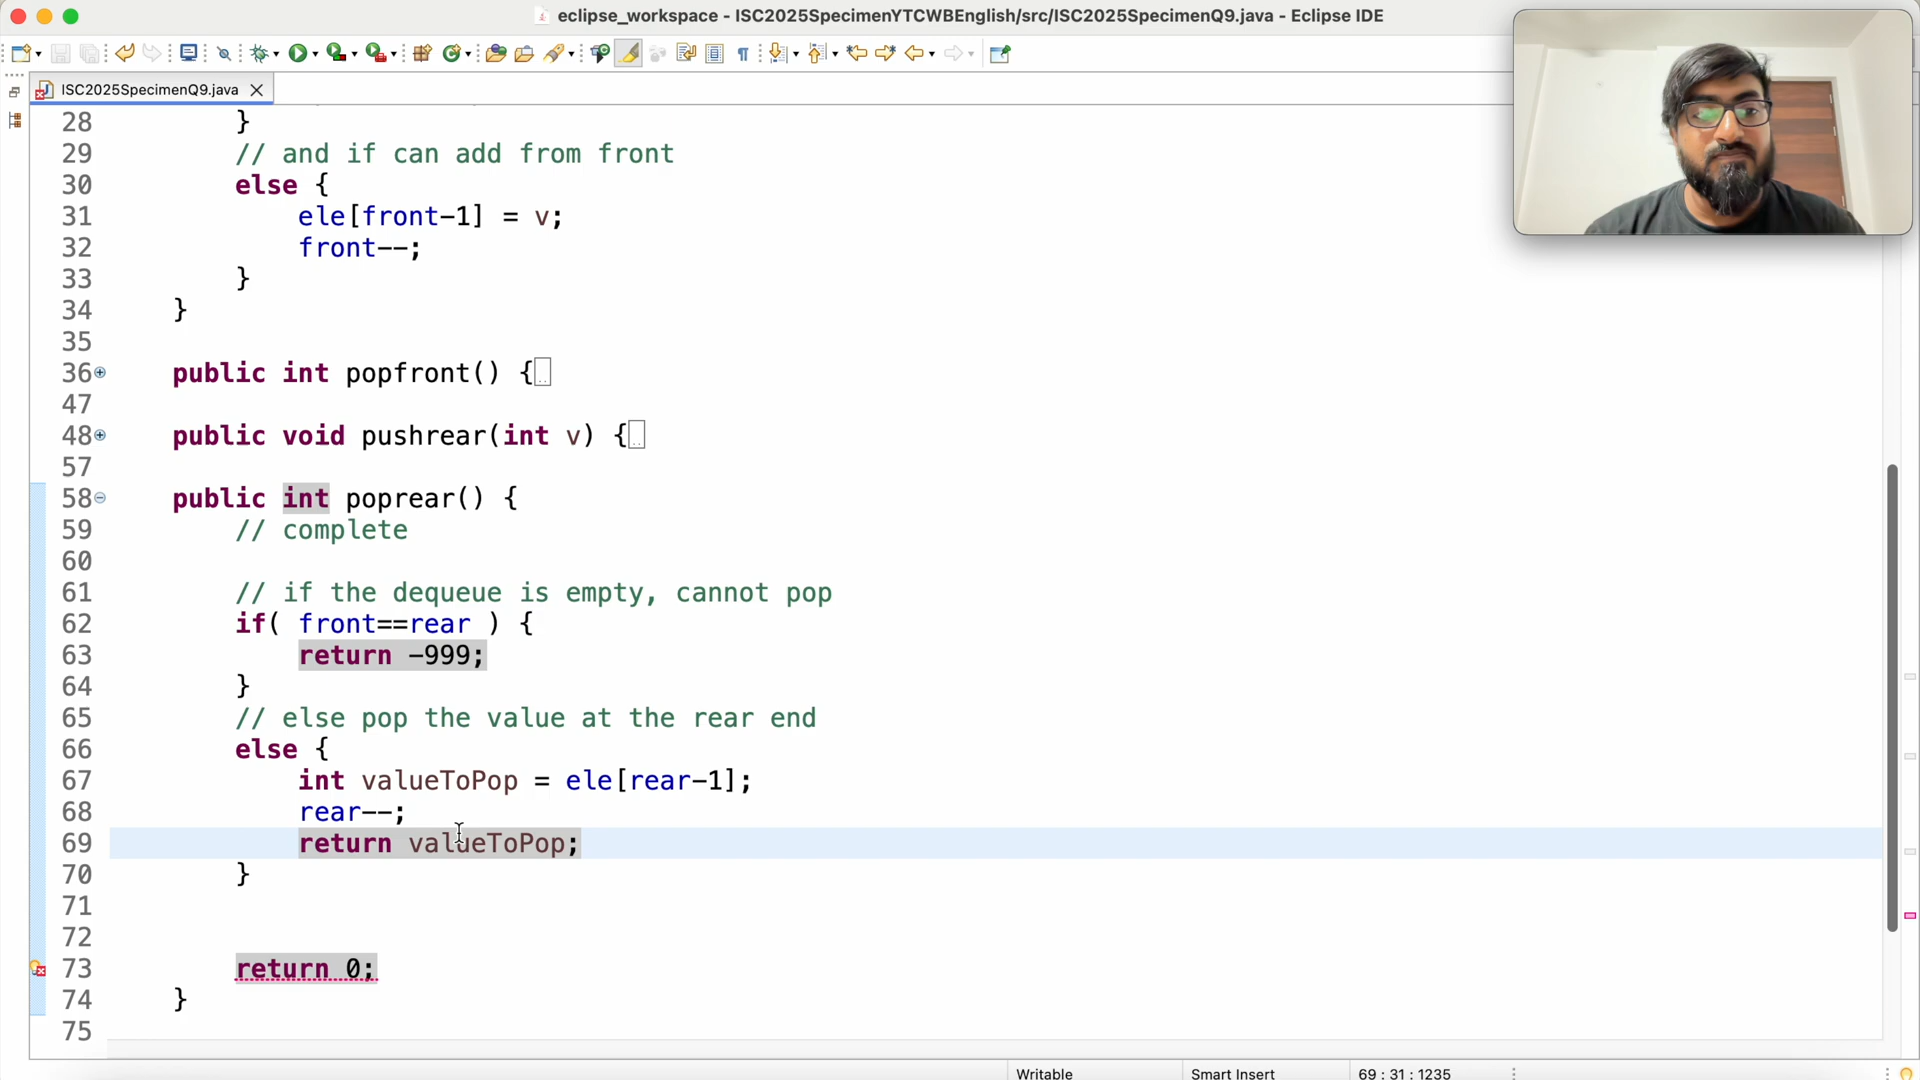 eclipse_workspace - ISC2025SpecimenYTCWBEnglish/src/ISC2025SpecimenQ9.java - Eclipse IDE
ISC2025SpecimenQ9.java
28 }
29 // and if can add from front
30 else {
31 ele[front-1] = v;
32 front--;
33 }
34 }
35
36 public int popfront() {
47
48 public void pushrear(int v) {
57
58 public int poprear() {
59 // complete
60
61 // if the dequeue is empty, cannot pop
62 if( front==rear ) {
63 return -999;
64 }
65 // else pop the value at the rear end
66 else {
67 int valueToPop = ele[rear-1];
68 rear--;
69 return valueToPop;
70 }
71
72
73 return 0;
74 }
75
Writable Smart Insert 69 : 31 : 1235